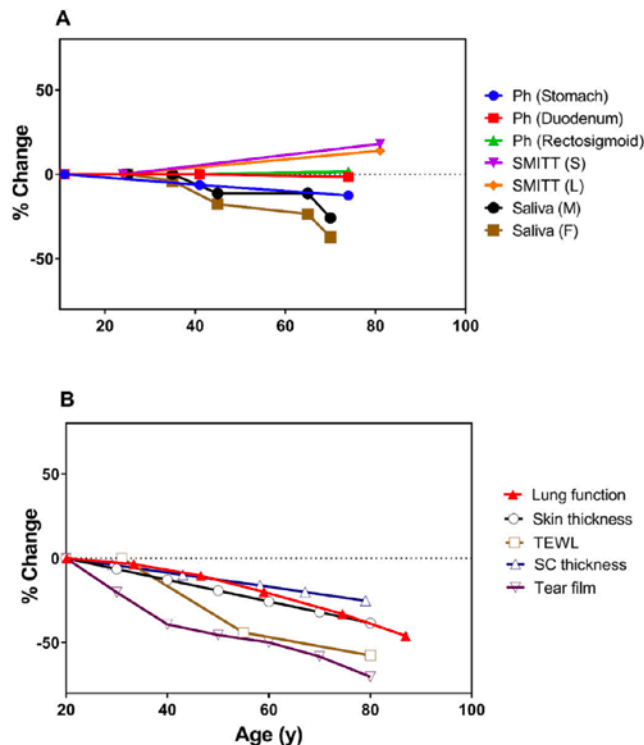 A
50
0
-50
% Change
20 40 60 80 100
Ph (Stomach)
Ph (Duodenum)
Ph (Rectosigmoid)
SMITT (S)
SMITT (L)
Saliva (M)
Saliva (F)
B
50
0
-50
% Change
20 40 60 80 100
Age (y)
Lung function
Skin thickness
TEWL
SC thickness
Tear film